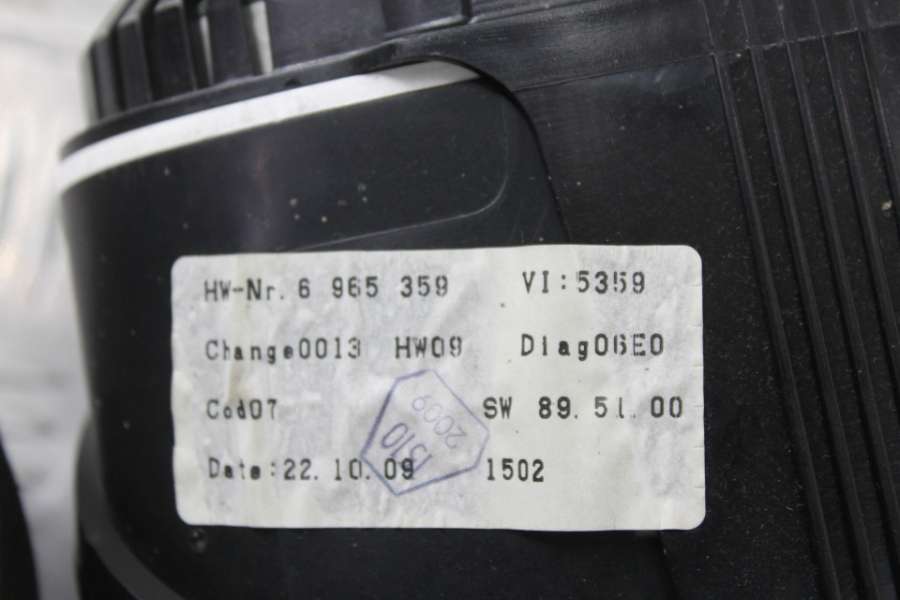 HW-Nr. 6 965 359 VI:5359
Change0013 HW09 Diag06E0
Cod07 SW 89.51.00
Date:22.10.09 1502
1510
2009